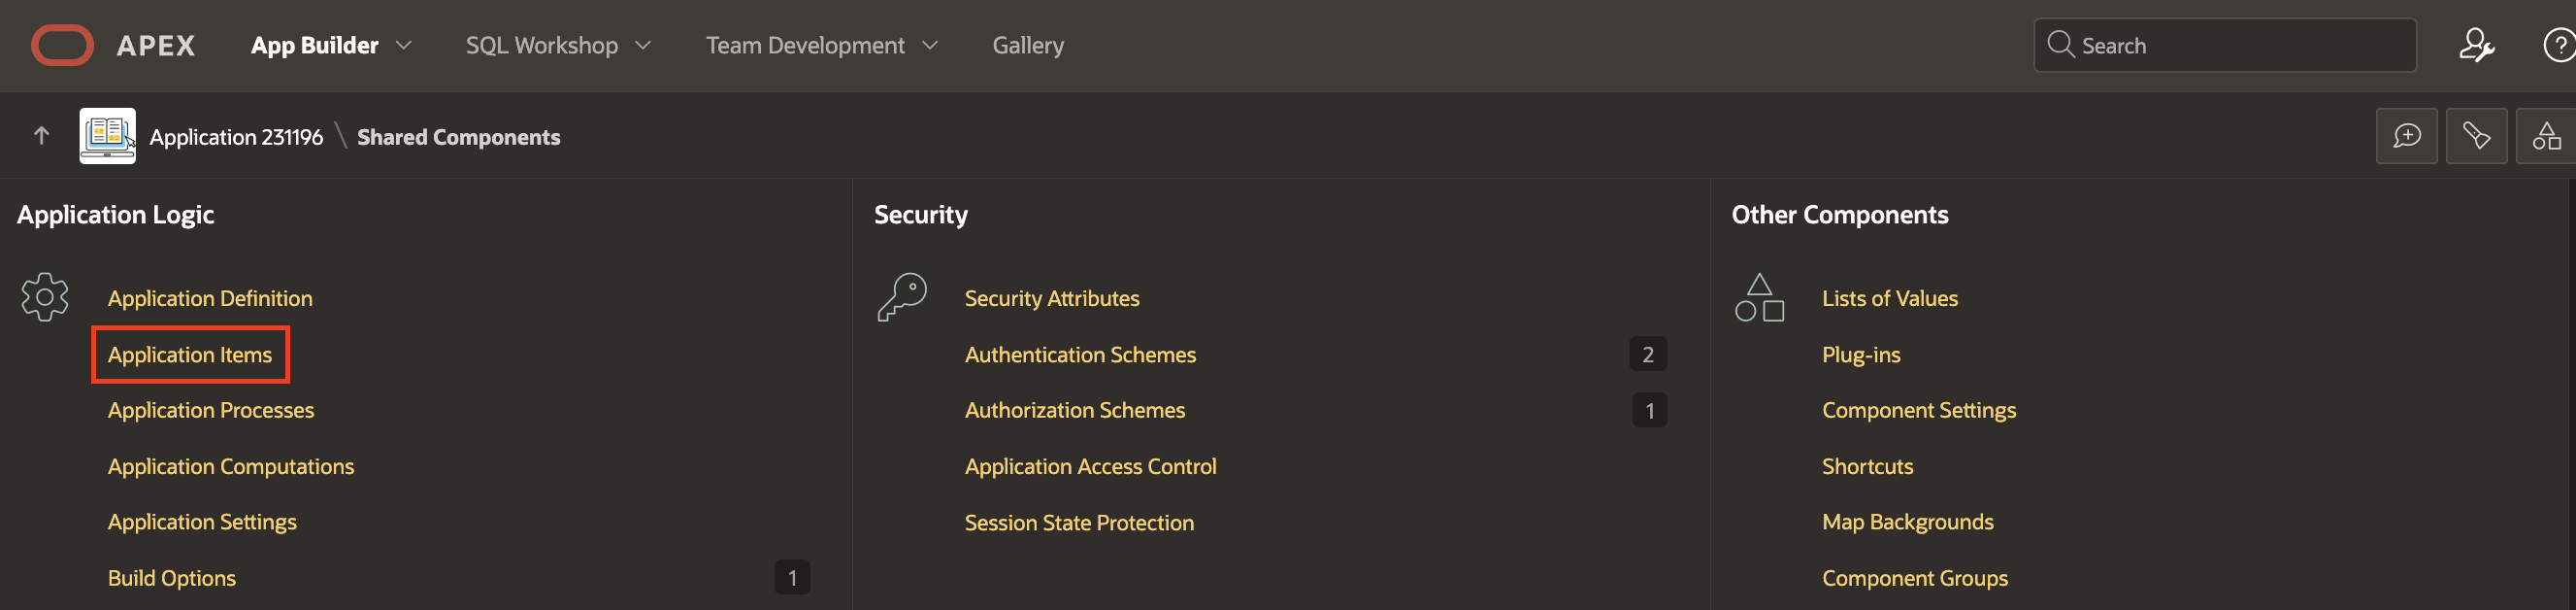 APEX App Builder SQL Workshop Team Development Gallery Search ?
Application 231196 \ Shared Components
Application Logic
Application Definition
Application Items
Application Processes
Application Computations
Application Settings
Build Options 1
Security
Security Attributes
Authentication Schemes 2
Authorization Schemes 1
Application Access Control
Session State Protection
Other Components
Lists of Values
Plug-ins
Component Settings
Shortcuts
Map Backgrounds
Component Groups